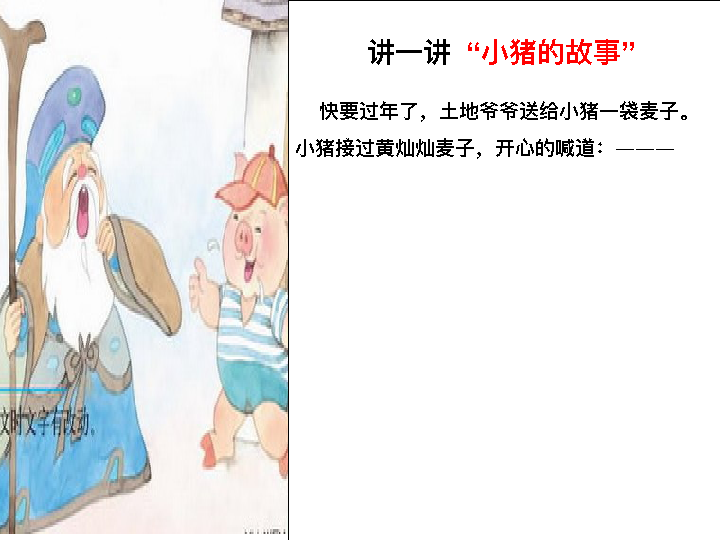 讲一讲 “小猪的故事”
快要过年了，土地爷爷送给小猪一袋麦子。
小猪接过黄灿灿麦子，开心的喊道：———
文时文字有改动。